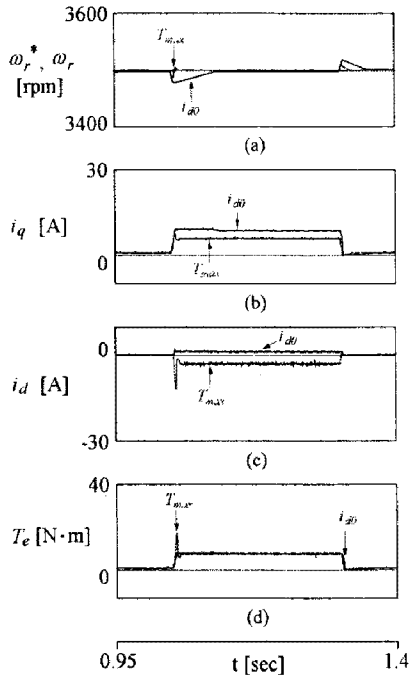 3600
T_max
ω_r*, ω_r
[rpm]
i_d0
3400
(a)
30
i_q [A]
i_d0
T_max
0
(b)
0
i_d0
i_d [A]
T_max
-30
(c)
40
T_max
i_d0
T_e [N·m]
0
(d)
0.95
t [sec]
1.4